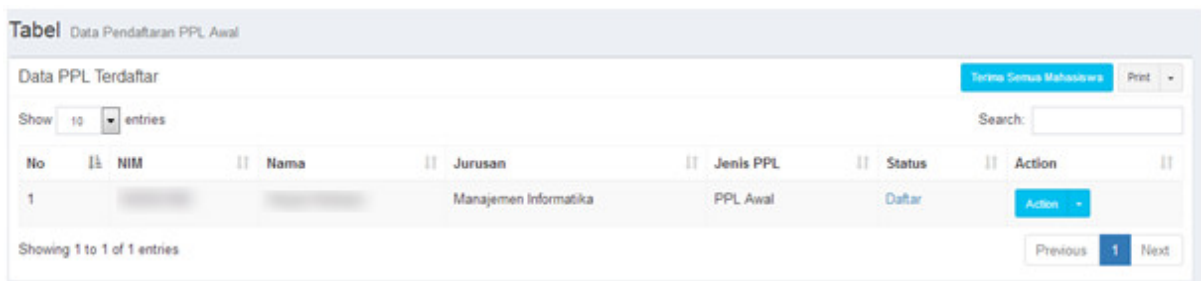 Tabel Data Pendaftaran PPL Awal
Data PPL Terdaftar Terima Semua Mahasiswa Print
Show 10 entries Search:
No NIM Nama Jurusan Jenis PPL Status Action
1 Manajemen Informatika PPL Awal Daftar Action
Showing 1 to 1 of 1 entries Previous 1 Next